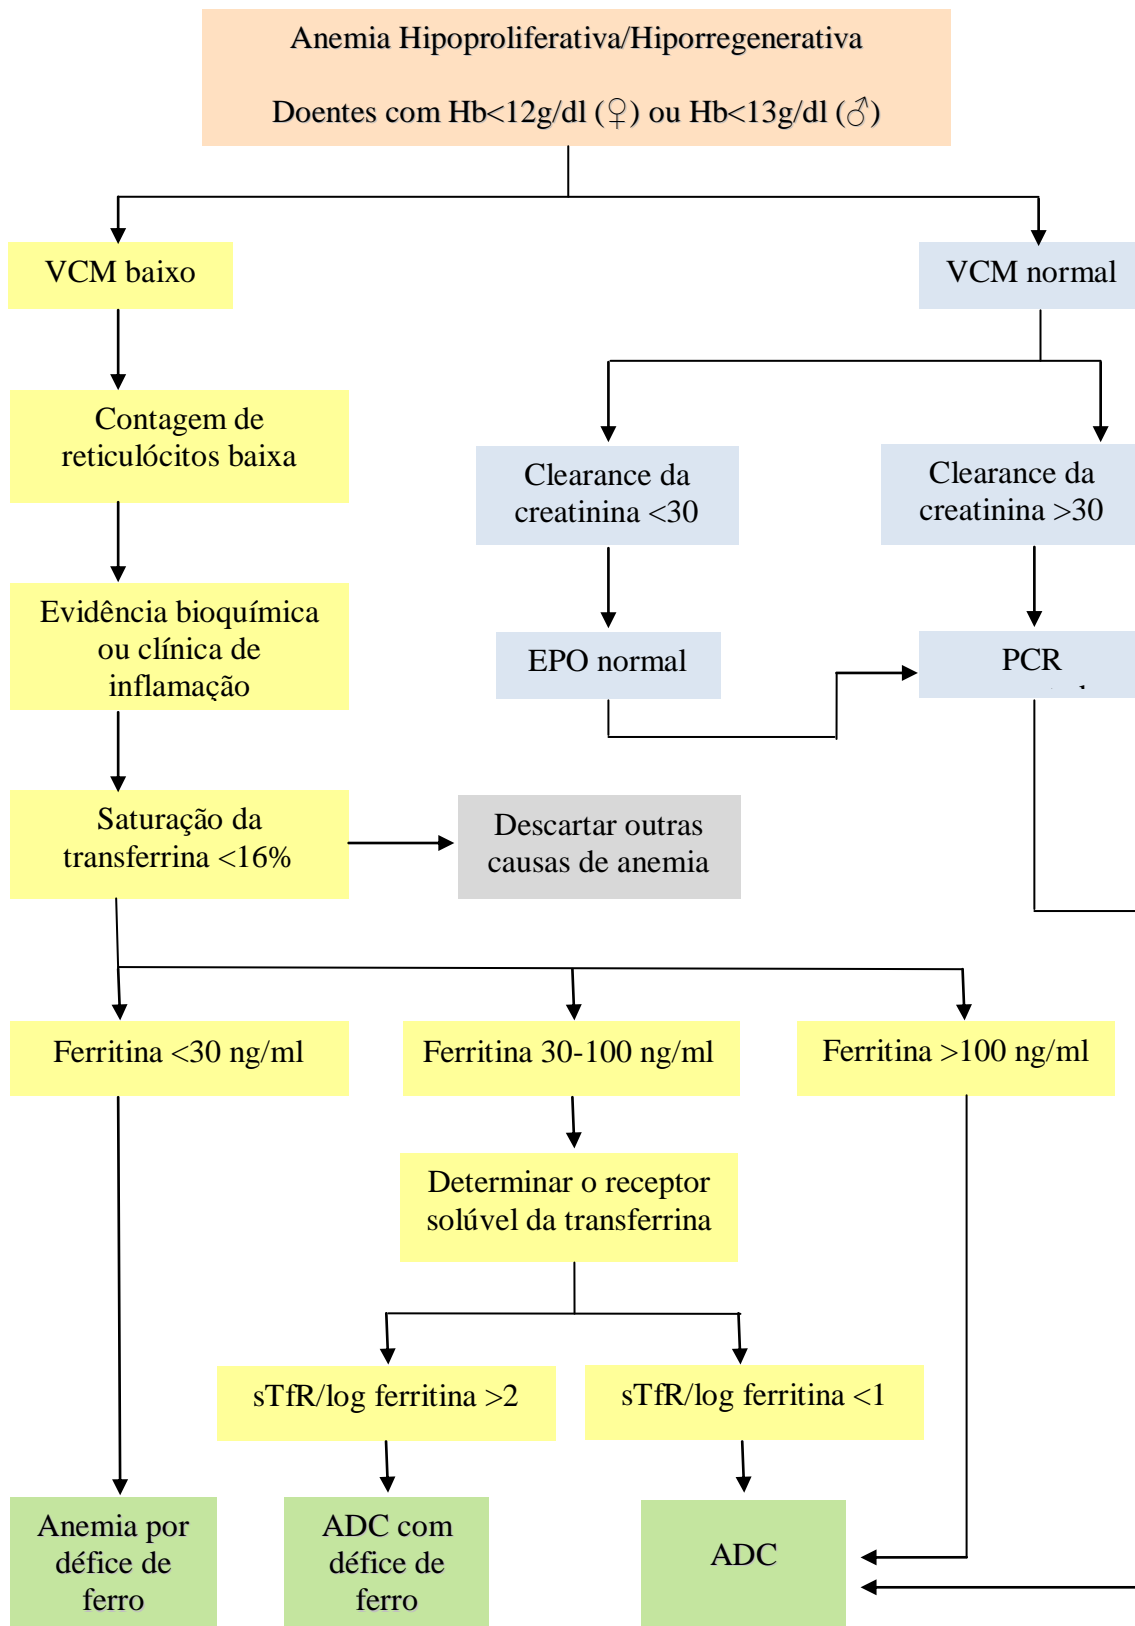 Anemia Hipoproliferativa/Hiporregenerativa
Doentes com Hb<12g/dl (♀) ou Hb<13g/dl (♂)
VCM baixo
VCM normal
Contagem de
reticulócitos baixa
Clearance da
creatinina <30
Clearance da
creatinina >30
Evidência bioquímica
ou clínica de
inflamação
EPO normal
PCR
Saturação da
transferrina <16%
Descartar outras
causas de anemia
Ferritina <30 ng/ml
Ferritina 30-100 ng/ml
Ferritina >100 ng/ml
Determinar o receptor
solúvel da transferrina
sTfR/log ferritina >2
sTfR/log ferritina <1
Anemia por
défice de
ferro
ADC com
défice de
ferro
ADC